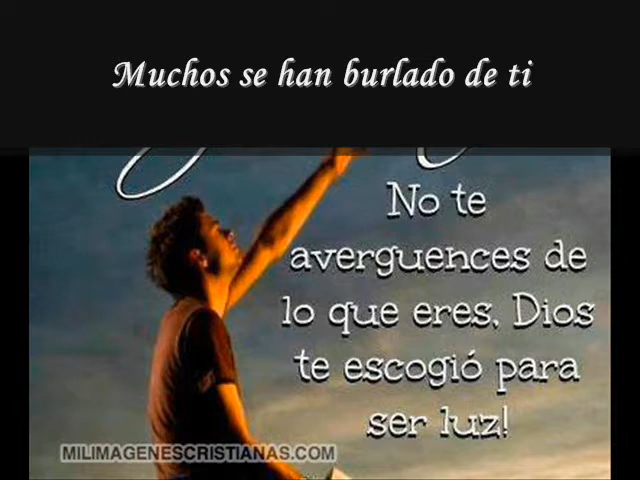 Muchos se han burlado de ti
No te
averguences de
lo que eres, Dios
te escogió para
ser luz!
MILIMAGENESCRISTIANAS.COM